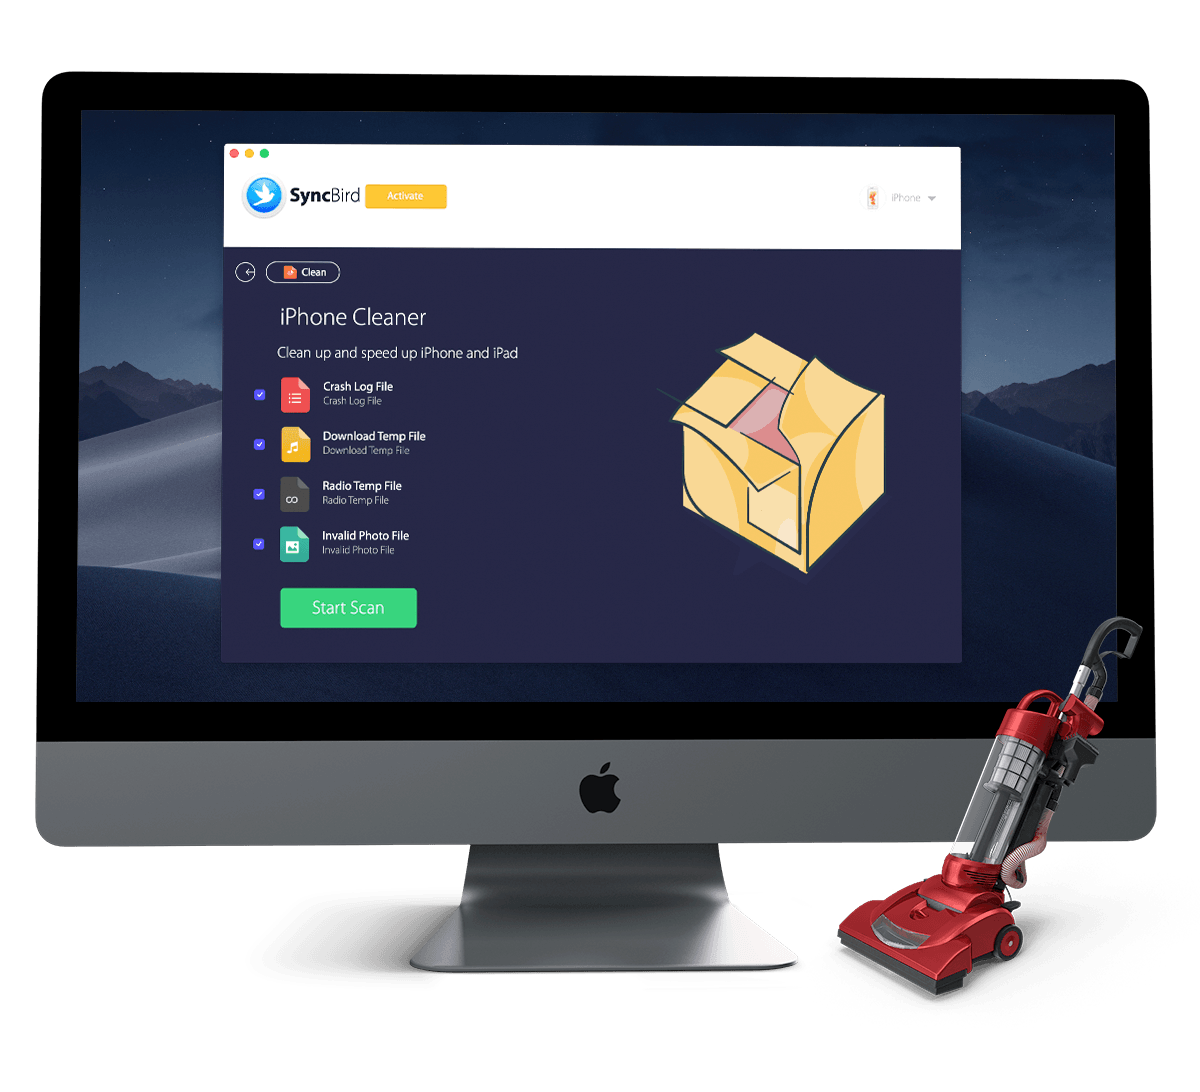 SyncBird
Activate
iPhone
Clean
iPhone Cleaner
Clean up and speed up iPhone and iPad
Crash Log File
Crash Log File
Download Temp File
Download Temp File
Radio Temp File
Radio Temp File
Invalid Photo File
Invalid Photo File
Start Scan